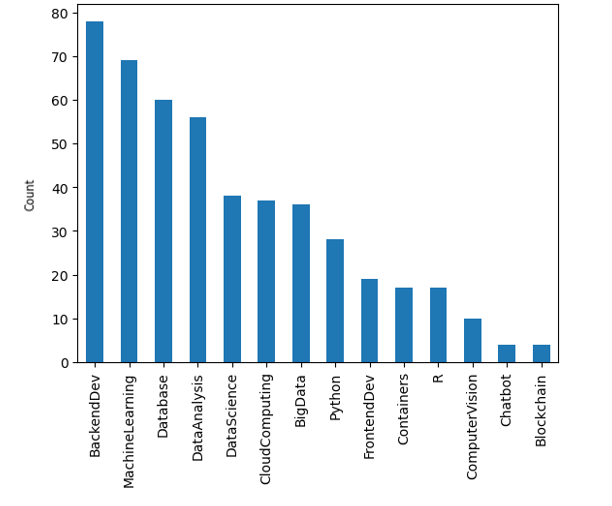 80
70
60
50
40
30
20
10
0
Count
BackendDev
MachineLearning
Database
DataAnalysis
DataScience
CloudComputing
BigData
Python
FrontendDev
Containers
R
ComputerVision
Chatbot
Blockchain